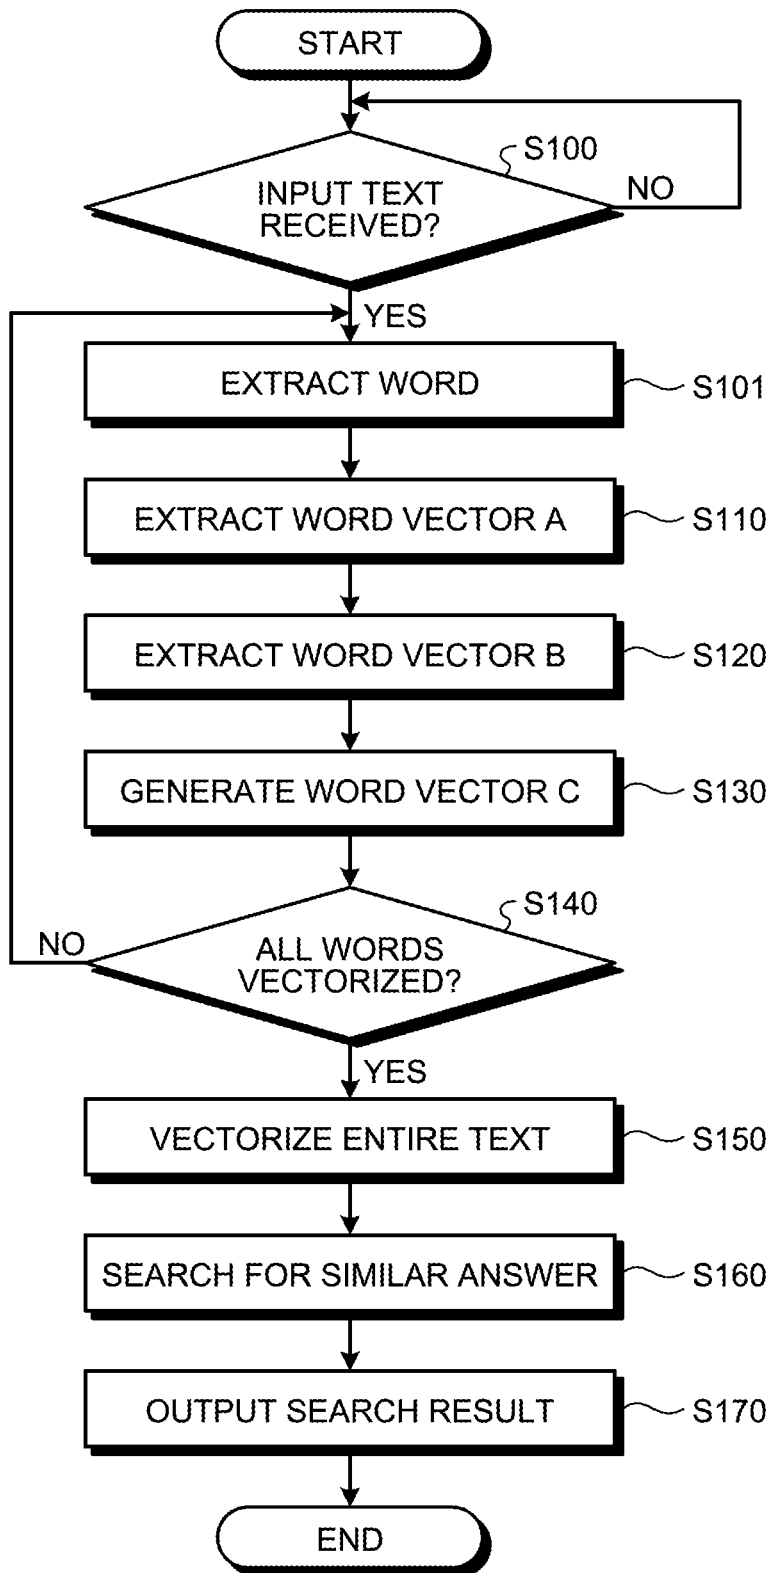 START
S100
INPUT TEXT
RECEIVED?
NO
YES
EXTRACT WORD
S101
EXTRACT WORD VECTOR A
S110
EXTRACT WORD VECTOR B
S120
GENERATE WORD VECTOR C
S130
S140
NO
ALL WORDS
VECTORIZED?
YES
VECTORIZE ENTIRE TEXT
S150
SEARCH FOR SIMILAR ANSWER
S160
OUTPUT SEARCH RESULT
S170
END